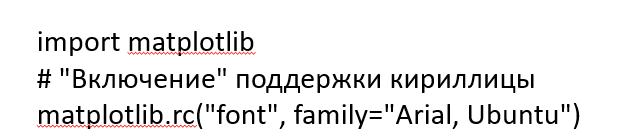 import matplotlib
# "Включение" поддержки кириллицы
matplotlib.rc("font", family="Arial, Ubuntu")